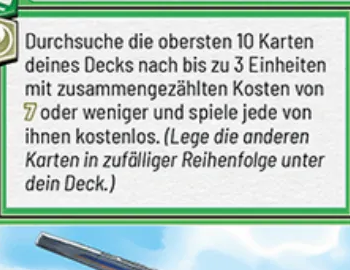 Durchsuche die obersten 10 Karten
deines Decks nach bis zu 3 Einheiten
mit zusammengezählten Kosten von
7 oder weniger und spiele jede von
ihnen kostenlos. (Lege die anderen
Karten in zufälliger Reihenfolge unter
dein Deck.)